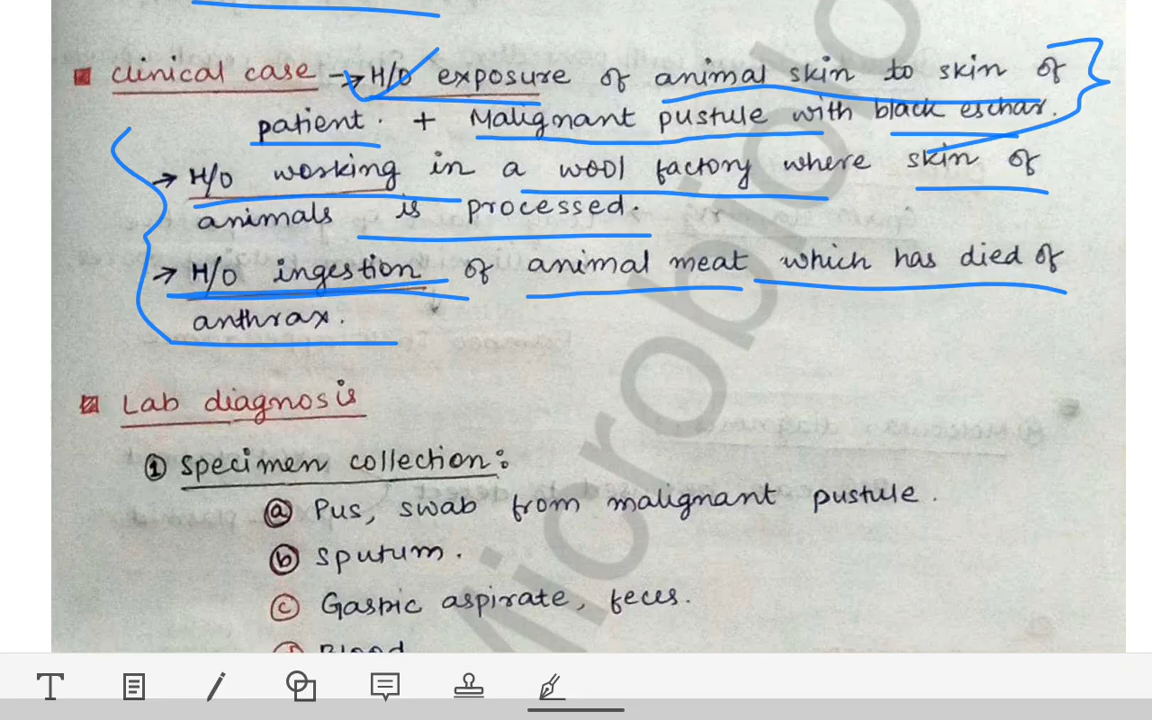 clinical case → H/O exposure of animal skin to skin of
patient. + Malignant pustule with black eschar.
→ H/O working in a wool factory where skin of
animals is processed.
→ H/O ingestion of animal meat which has died of
anthrax.
Lab diagnosis
① specimen collection:
ⓐ Pus, swab from malignant pustule.
ⓑ sputum.
ⓒ Gastric aspirate, feces.
ⓓ Blood
Microbiolo
T